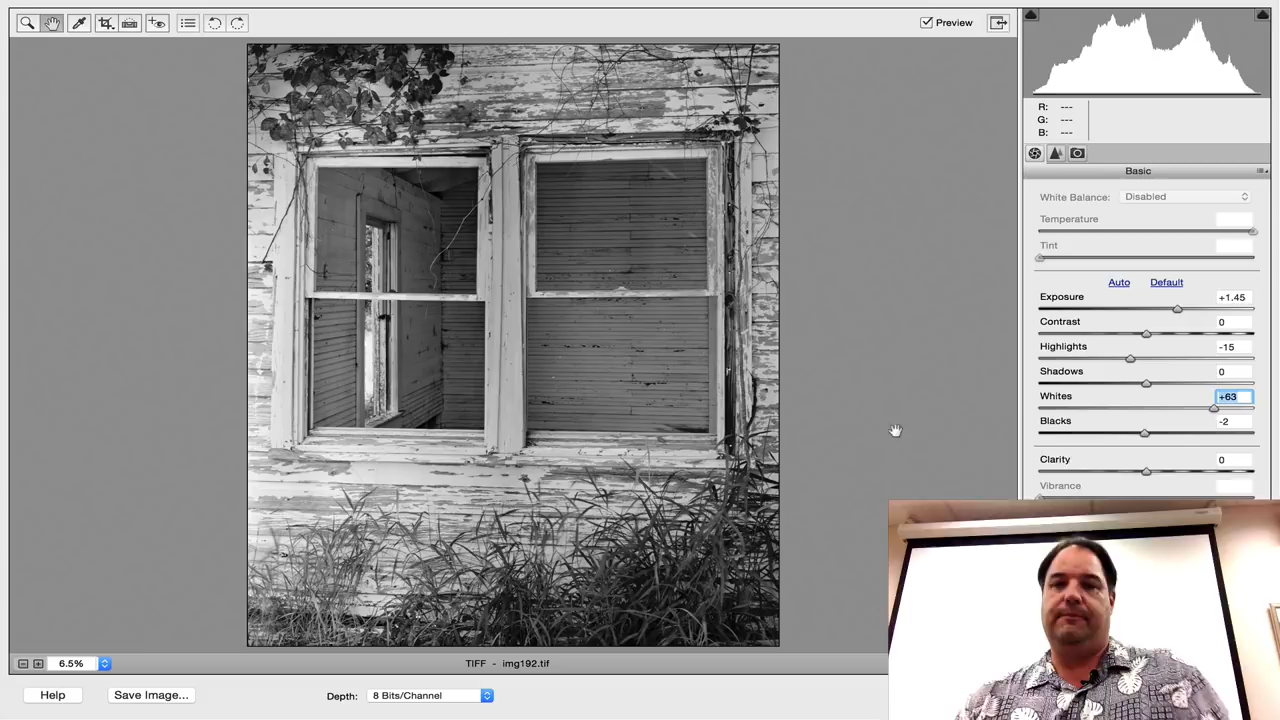 Preview
R: ---
G: ---
B: ---
Basic
White Balance: Disabled
Temperature
Tint
Auto Default
Exposure +1.45
Contrast 0
Highlights -15
Shadows 0
Whites +63
Blacks -2
Clarity 0
Vibrance
6.5% TIFF - img192.tif
Help Save Image... Depth: 8 Bits/Channel